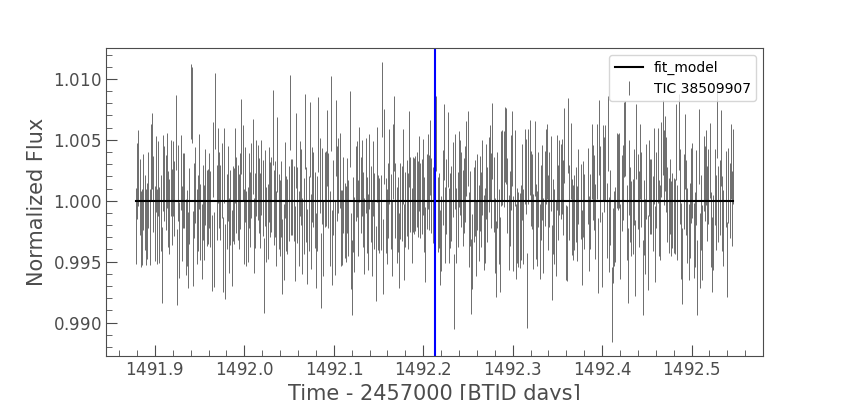 fit_model
TIC 38509907
1.010
1.005
1.000
0.995
0.990
Normalized Flux
1491.9 1492.0 1492.1 1492.2 1492.3 1492.4 1492.5
Time - 2457000 [BTJD days]